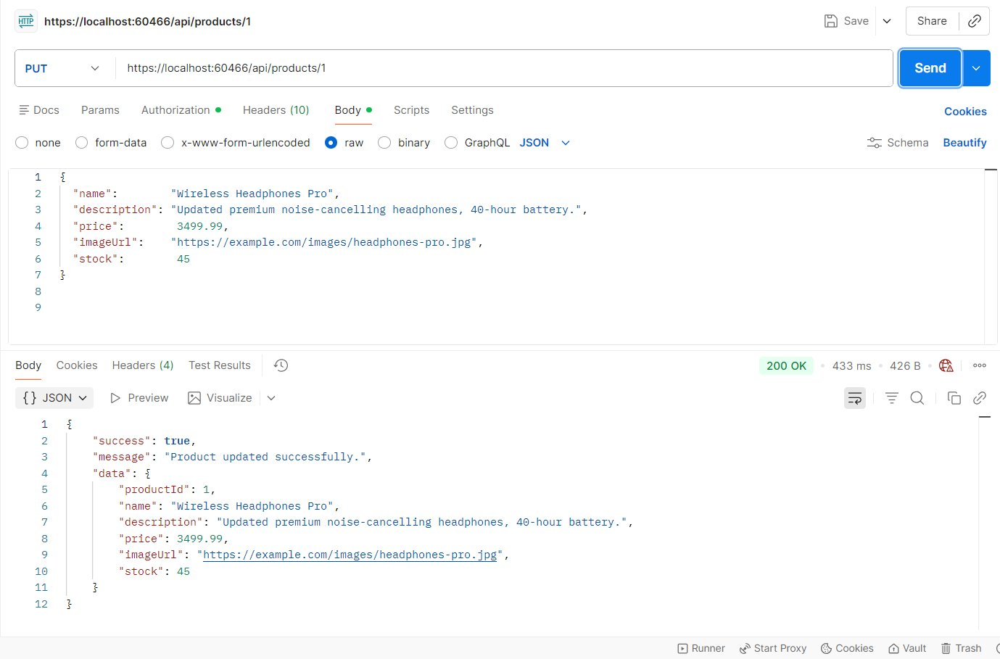 HTTP https://localhost:60466/api/products/1 Save Share
PUT https://localhost:60466/api/products/1 Send
Docs Params Authorization Headers (10) Body Scripts Settings Cookies
none form-data x-www-form-urlencoded raw binary GraphQL JSON Schema Beautify
1 {
2 "name": "Wireless Headphones Pro",
3 "description": "Updated premium noise-cancelling headphones, 40-hour battery.",
4 "price": 3499.99,
5 "imageUrl": "https://example.com/images/headphones-pro.jpg",
6 "stock": 45
7 }
8
9
Body Cookies Headers (4) Test Results 200 OK • 433 ms • 426 B •
{} JSON Preview Visualize
1 {
2 "success": true,
3 "message": "Product updated successfully.",
4 "data": {
5 "productId": 1,
6 "name": "Wireless Headphones Pro",
7 "description": "Updated premium noise-cancelling headphones, 40-hour battery.",
8 "price": 3499.99,
9 "imageUrl": "https://example.com/images/headphones-pro.jpg",
10 "stock": 45
11 }
12 }
Runner Start Proxy Cookies Vault Trash